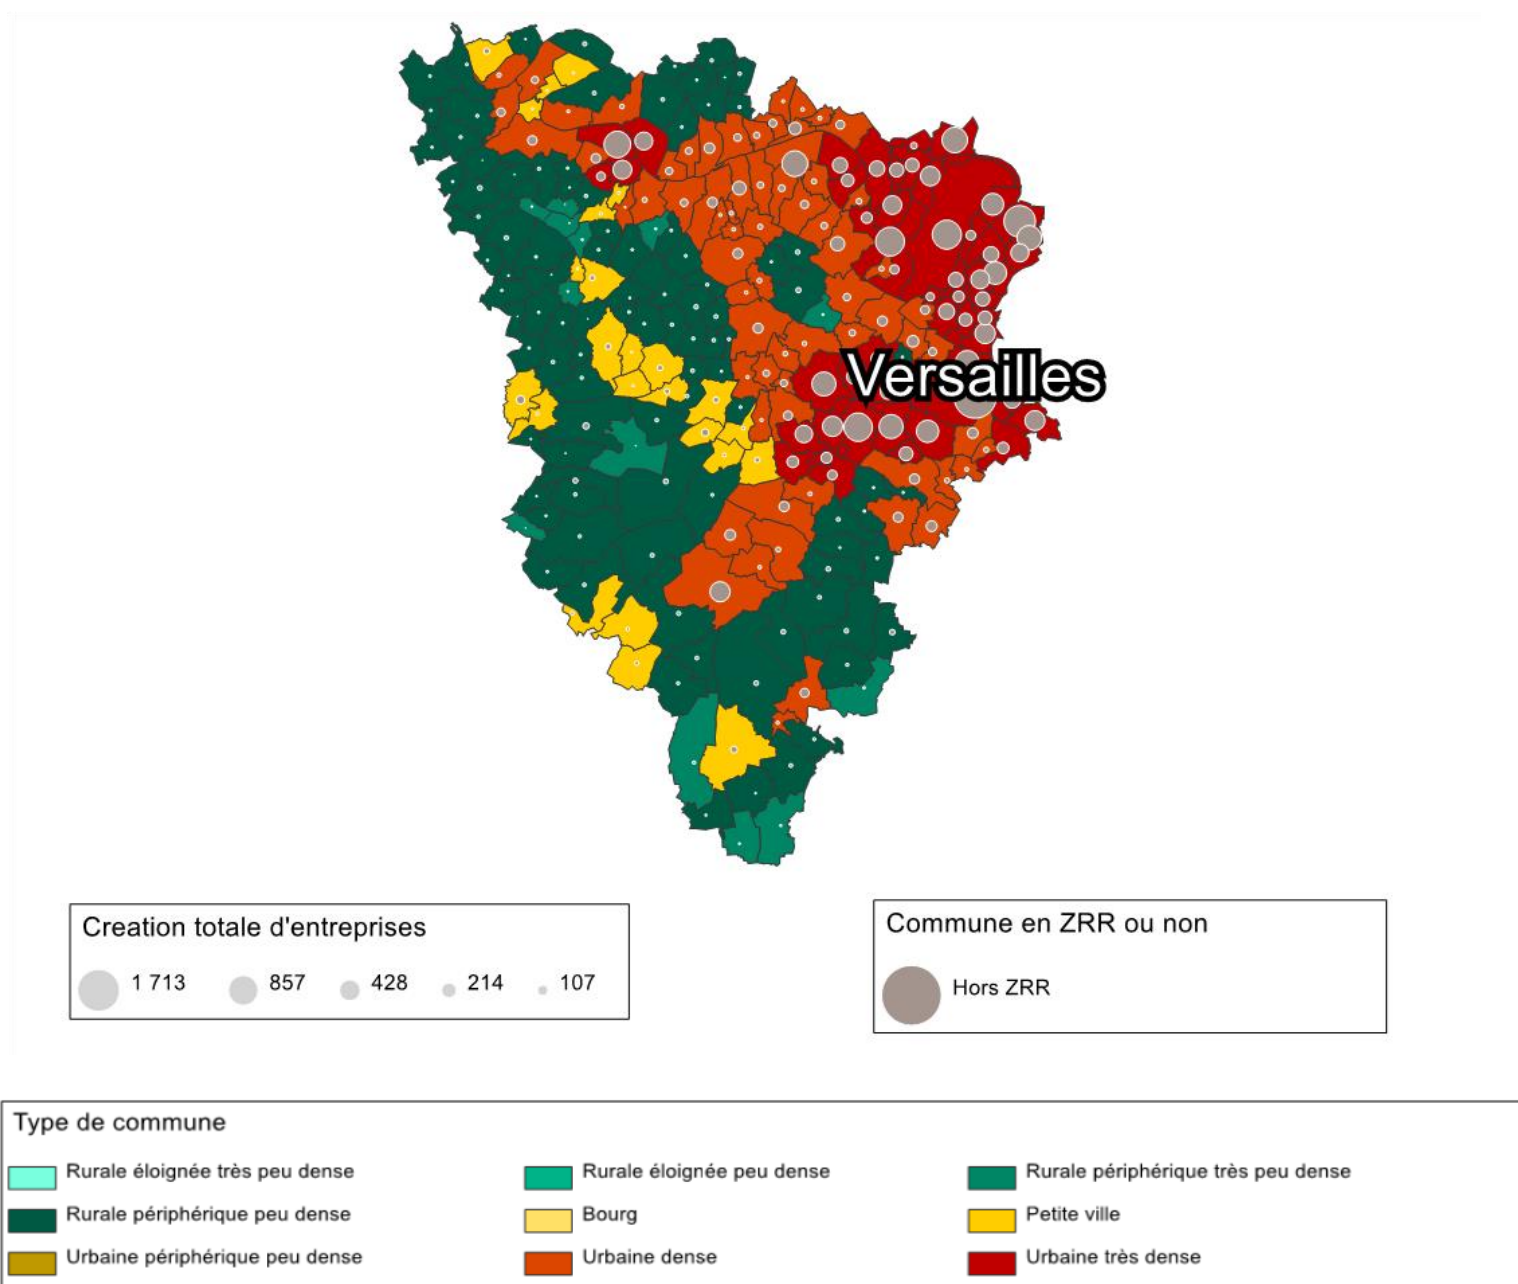 Versailles
Creation totale d'entreprises
1 713 857 428 214 107
Commune en ZRR ou non
Hors ZRR
Type de commune
Rurale éloignée très peu dense Rurale éloignée peu dense Rurale périphérique très peu dense
Rurale périphérique peu dense Bourg Petite ville
Urbaine périphérique peu dense Urbaine dense Urbaine très dense